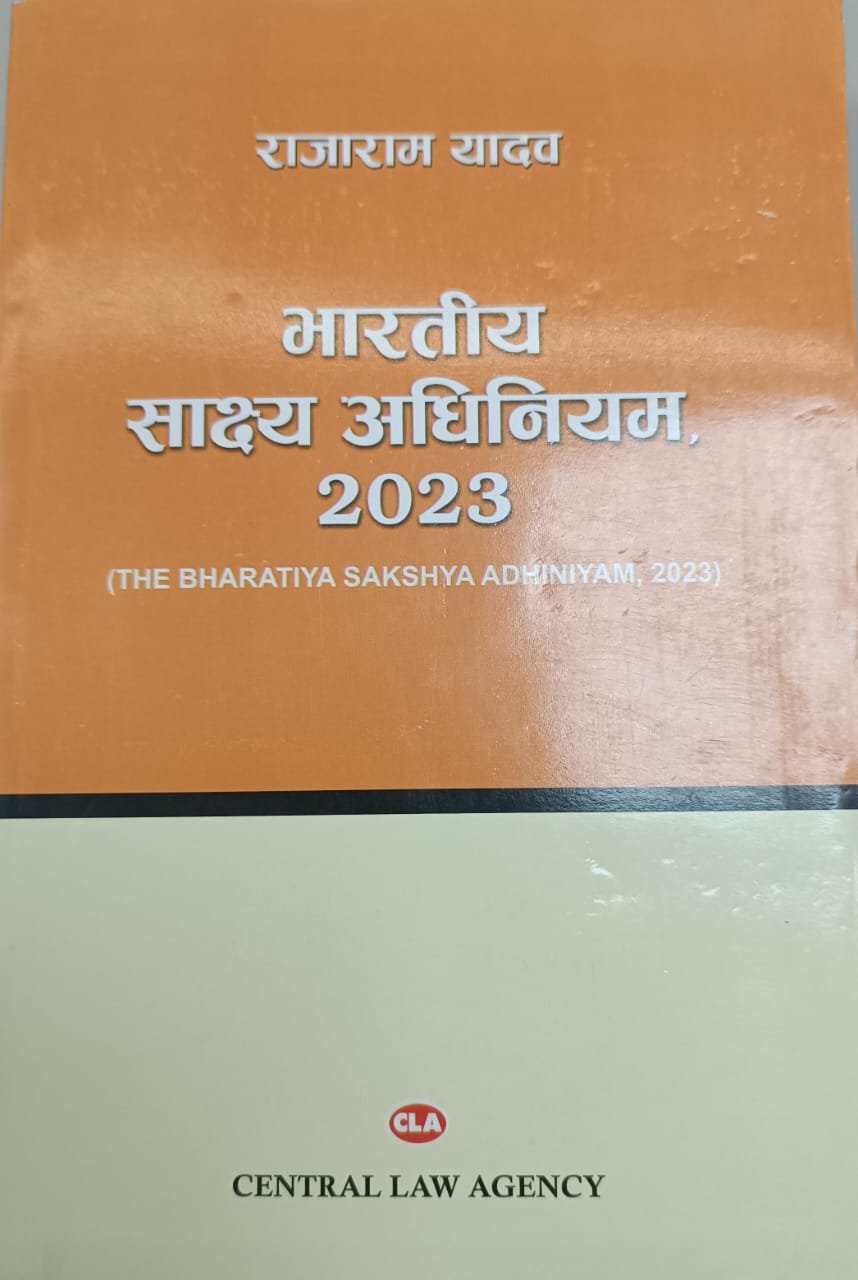 राजाराम यादव
भारतीय
साक्ष्य अधिनियम,
2023
(THE BHARATIYA SAKSHYA ADHINIYAM, 2023)
CLA
CENTRAL LAW AGENCY